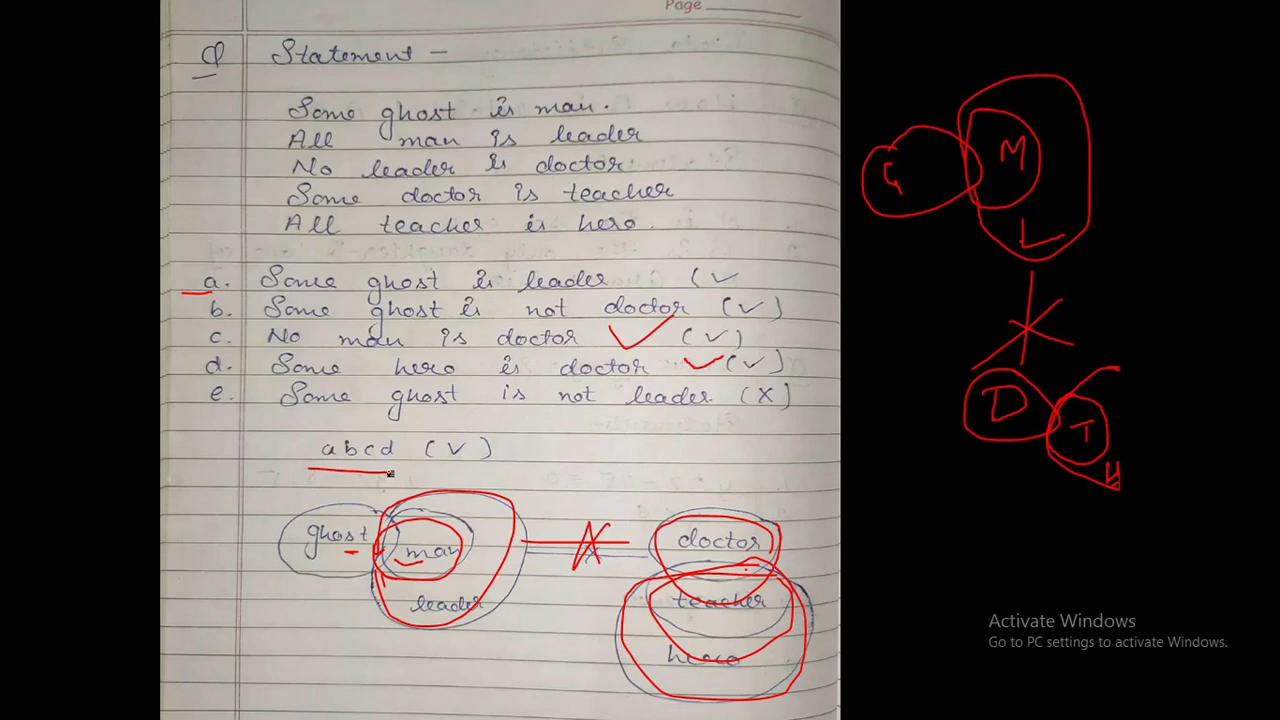 Page
Q Statement –
Some ghost is man.
All man is leader
No leader is doctor
Some doctor is teacher
All teacher is hero.
a. Some ghost is leader (✓
b. Some ghost is not doctor (✓)
c. No man is doctor ✓ (✓)
d. Some hero is doctor ✓ (✓)
e. Some ghost is not leader. (X)
abcd (✓)
ghost
man
leader
doctor
teacher
hero
G
M
L
D
T
H
Activate Windows
Go to PC settings to activate Windows.